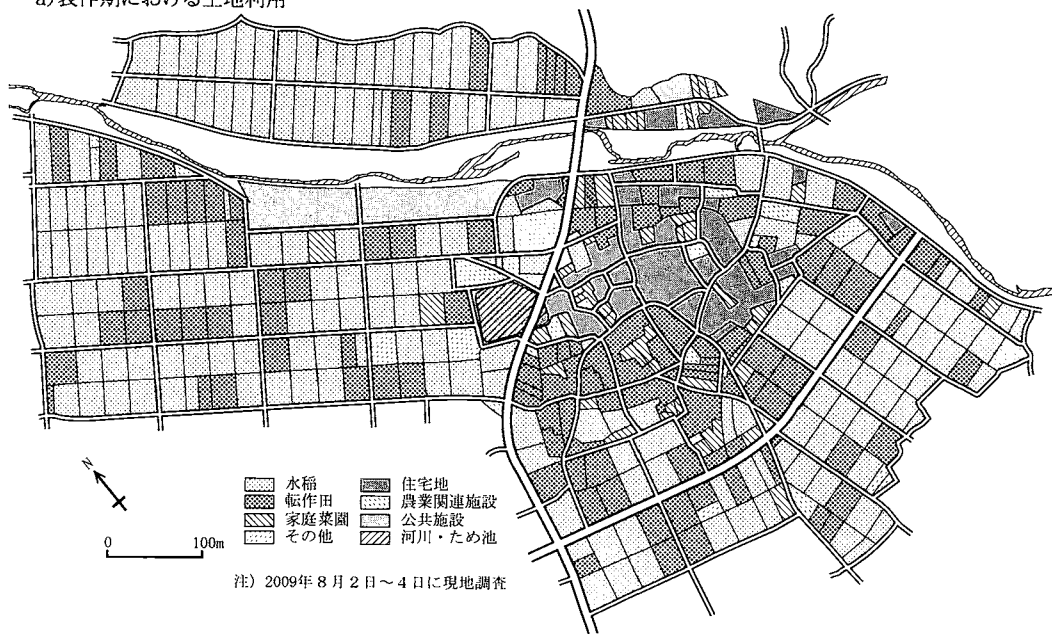 a) 表作期における土地利用
N
水稲
転作田
家庭菜園
その他
住宅地
農業関連施設
公共施設
河川・ため池
0 100m
注) 2009年8月2日～4日に現地調査